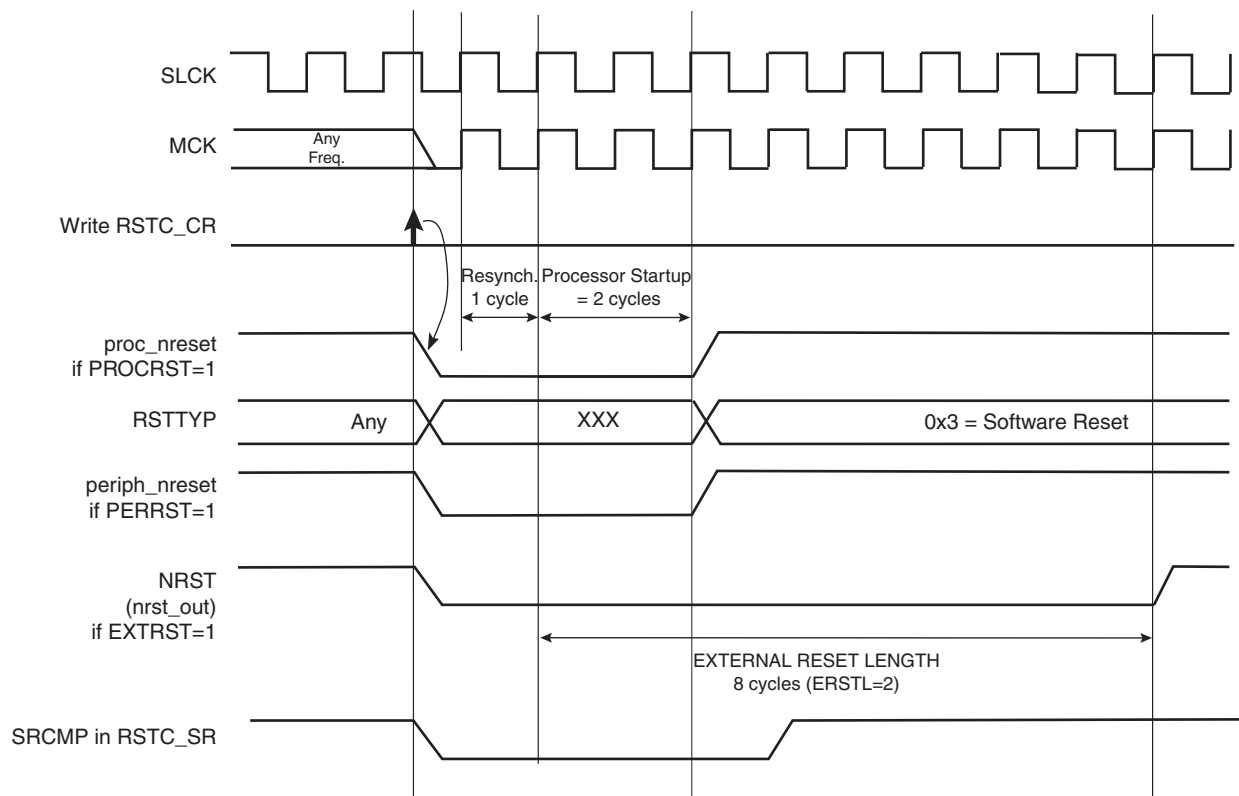 SLCK
MCK
Any
Freq.
Write RSTC_CR
Resynch.
1 cycle
Processor Startup
= 2 cycles
proc_nreset
if PROCRST=1
RSTTYP
Any
XXX
0x3 = Software Reset
periph_nreset
if PERRST=1
NRST
(nrst_out)
if EXTRST=1
EXTERNAL RESET LENGTH
8 cycles (ERSTL=2)
SRCMP in RSTC_SR